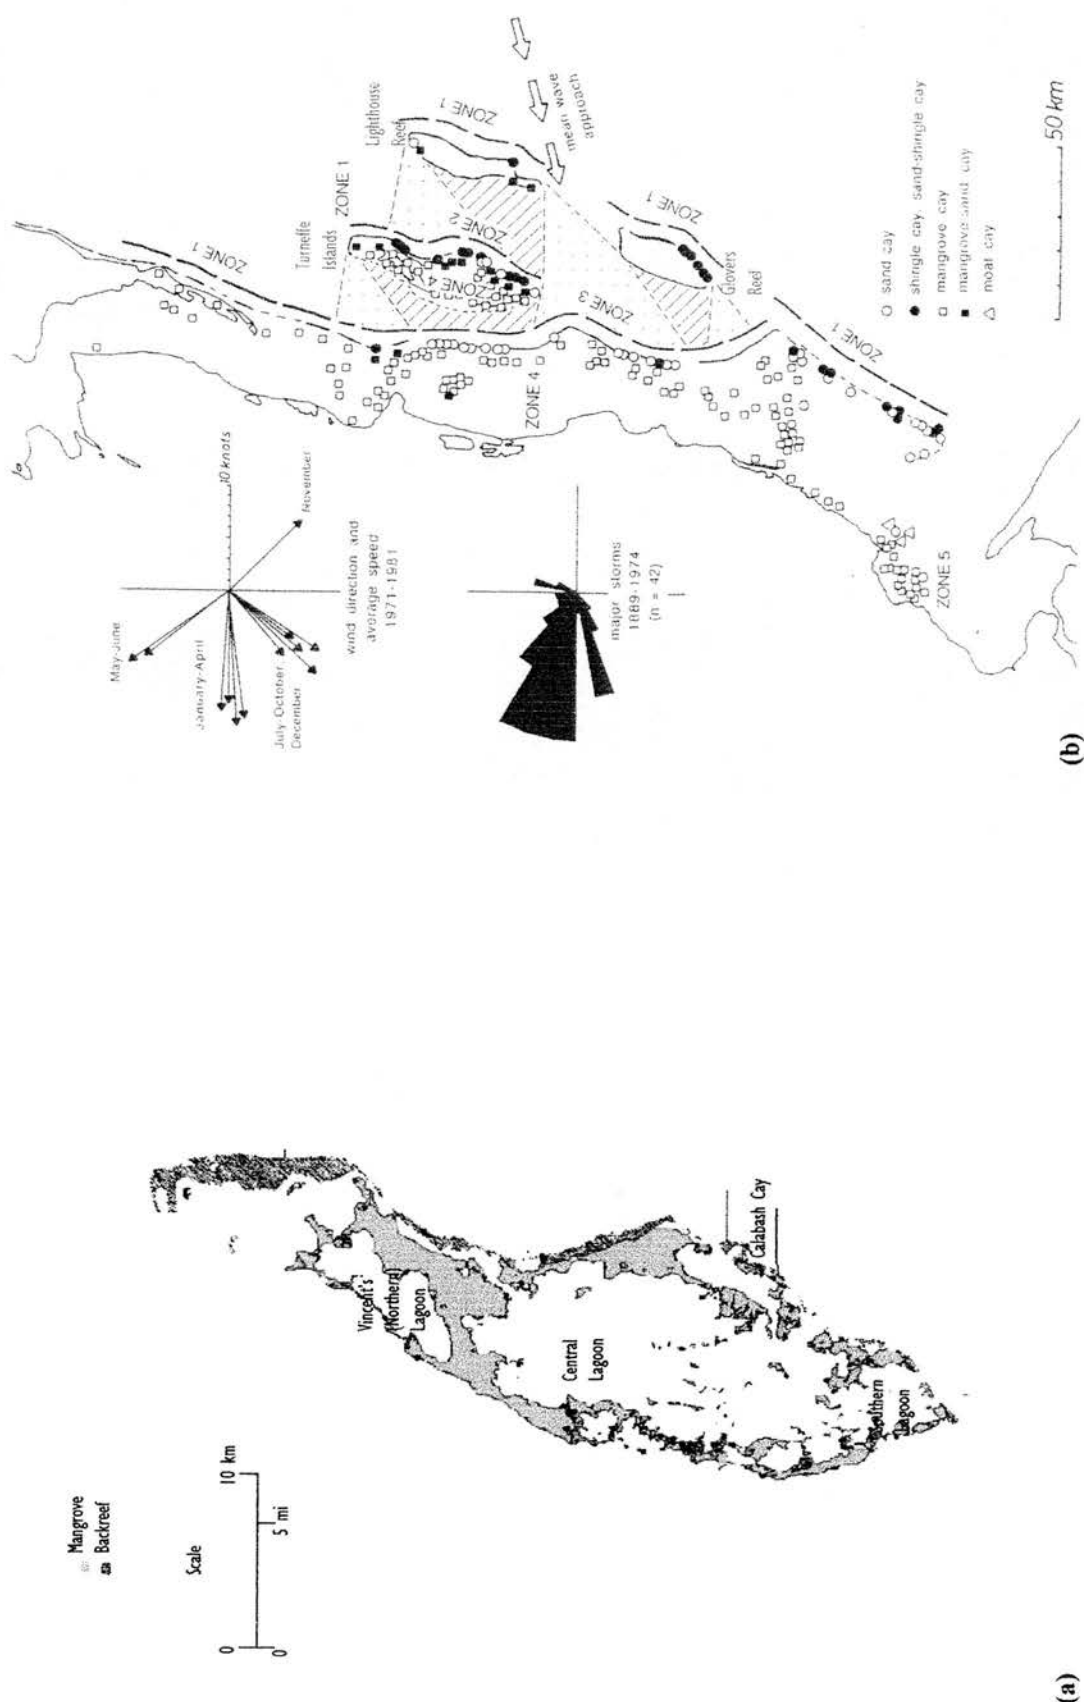 Mangrove
Backreef
Scale
0
10 km
0
5 mi
Vincent's
(Northern)
Lagoon
Central
Lagoon
Calabash Cay
Southern
Lagoon
(a)
May-June
January-April
July-October
December
November
10 knots
wind direction and
average speed
1971-1981
major storms
1889-1974
(n = 42)
ZONE 1
Turneffe
Islands
ZONE 1
Lighthouse
Reef
ZONE 1
ZONE 2
ZONE 4
mean wave
approach
ZONE 3
ZONE 4
Glovers
Reef
ZONE 1
ZONE 1
ZONE 5
sand cay
shingle cay, sand-shingle cay
mangrove cay
mangrove-sand cay
moat cay
50 km
(b)